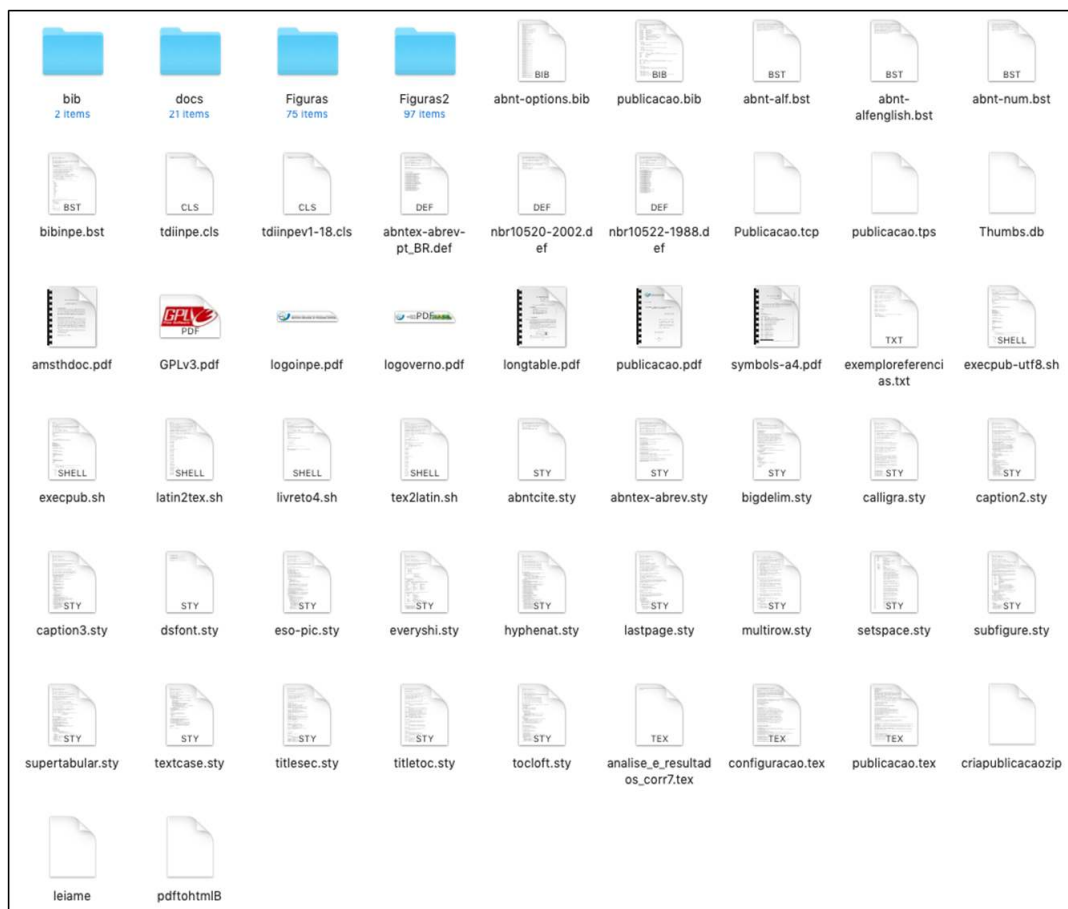 BIB BIB BST BST BST
bib docs Figuras Figuras2 abnt-options.bib publicacao.bib abnt-alf.bst abnt- abnt-num.bst
2 items 21 items 75 items 97 items alfenglish.bst
BST CLS CLS DEF DEF DEF
bibinpe.bst tdiinpe.cls tdiinpev1-18.cls abntex-abrev- nbr10520-2002.d nbr10522-1988.d Publicacao.tcp publicacao.tps Thumbs.db
pt_BR.def ef ef
GPLv3 PDF PDF TXT SHELL
amsthdoc.pdf GPLv3.pdf logoinpe.pdf logoverno.pdf longtable.pdf publicacao.pdf symbols-a4.pdf exemploreferenci execpub-utf8.sh
as.txt
SHELL SHELL SHELL SHELL STY STY STY STY STY
execpub.sh latin2tex.sh livreto4.sh tex2latin.sh abntcite.sty abntex-abrev.sty bigdelim.sty calligra.sty caption2.sty
STY STY STY STY STY STY STY STY STY
caption3.sty dsfont.sty eso-pic.sty everyshi.sty hyphenat.sty lastpage.sty multirow.sty setspace.sty subfigure.sty
STY STY STY STY STY TEX TEX TEX
supertabular.sty textcase.sty titlesec.sty titletoc.sty tocloft.sty analise_e_resultad configuracao.tex publicacao.tex criapublicacaozip
os_corr7.tex
leiame pdftohtmlB